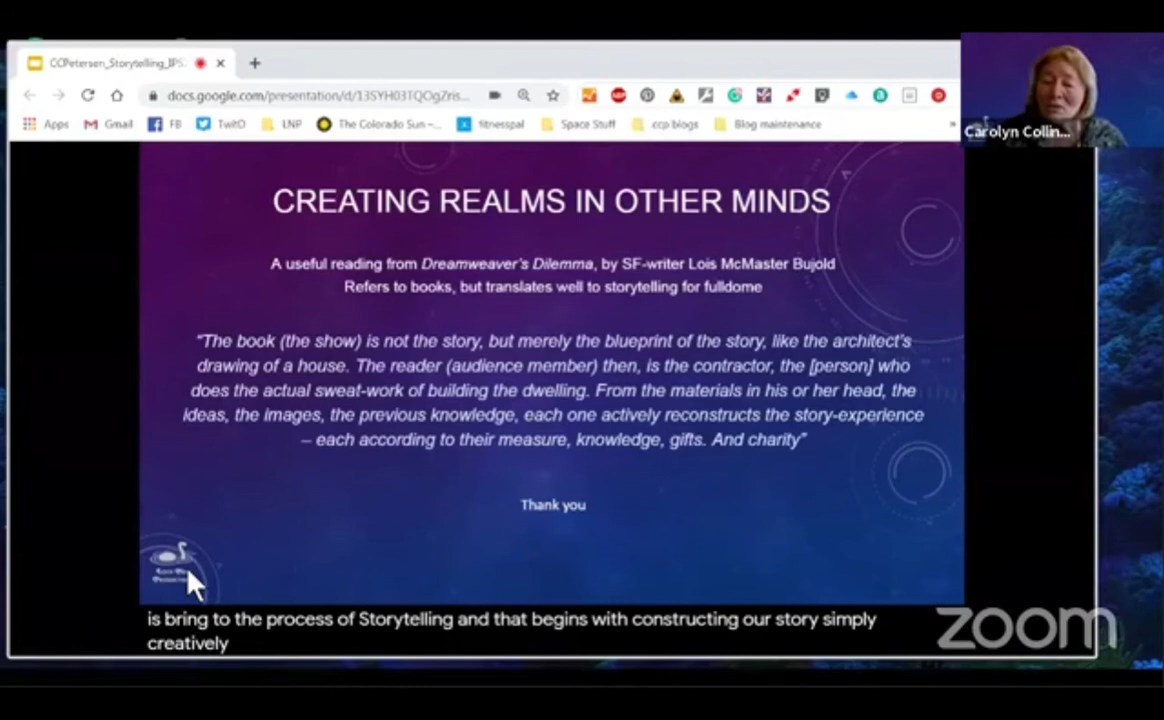 CCPetersen_Storytelling_IPS
docs.google.com/presentation/d/13SYH03TQOgZris...
Apps Gmail FB TwitD LNP The Colorado Sun –... fitnesspal Space Stuff ccp blogs Blog maintenance »
Carolyn Collin...
CREATING REALMS IN OTHER MINDS
A useful reading from Dreamweaver's Dilemma, by SF-writer Lois McMaster Bujold
Refers to books, but translates well to storytelling for fulldome
"The book (the show) is not the story, but merely the blueprint of the story, like the architect's
drawing of a house. The reader (audience member) then, is the contractor, the [person] who
does the actual sweat-work of building the dwelling. From the materials in his or her head, the
ideas, the images, the previous knowledge, each one actively reconstructs the story-experience
– each according to their measure, knowledge, gifts. And charity"
Thank you
is bring to the process of Storytelling and that begins with constructing our story simply
creatively
zoom